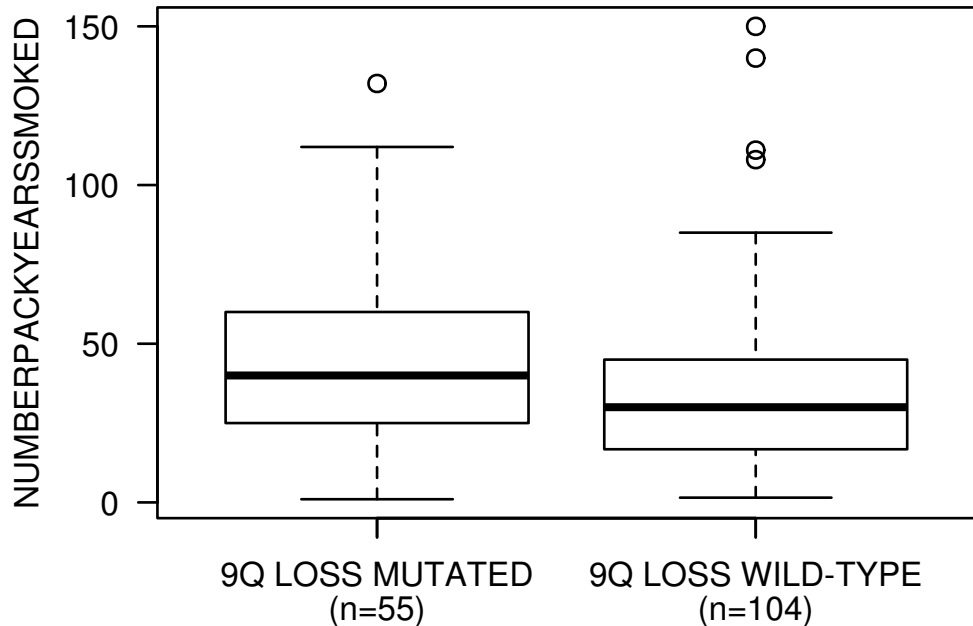 NUMBERPACKYEARSSMOKED
150
100
50
0
9Q LOSS MUTATED
(n=55)
9Q LOSS WILD-TYPE
(n=104)